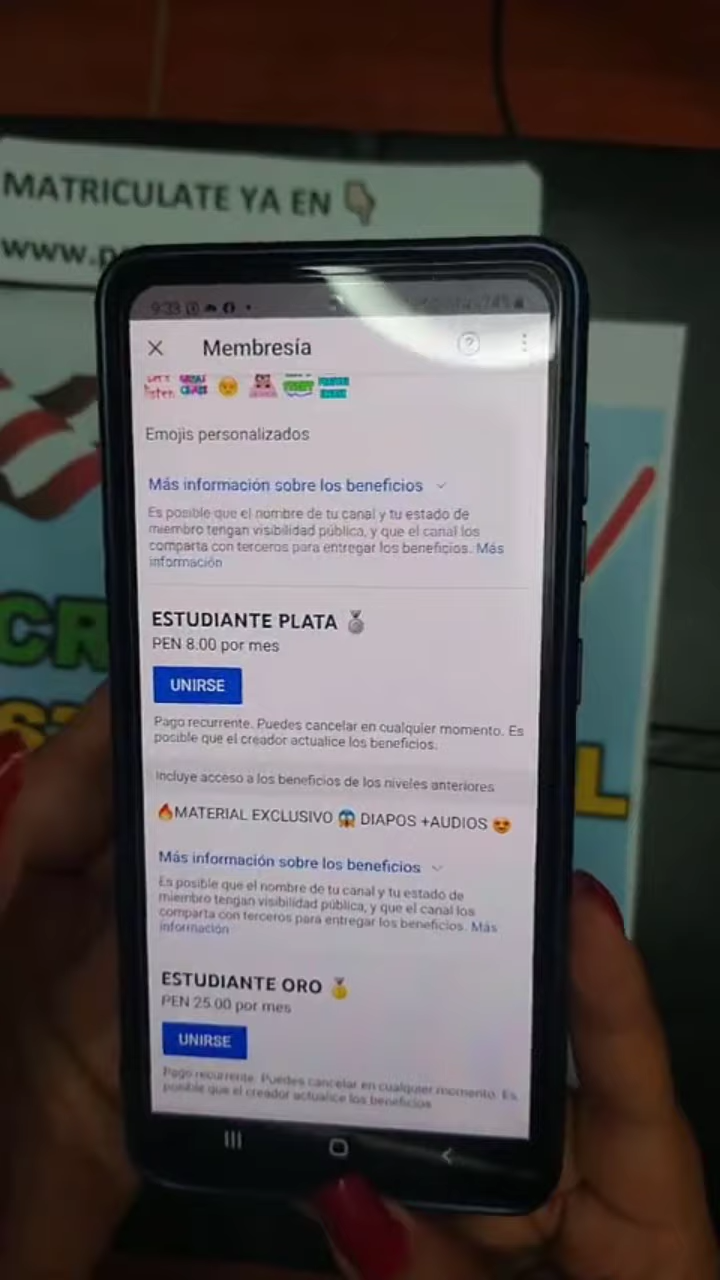 MATRICULATE YA EN 👇
www.p
9:33
Membresía
Emojis personalizados
Más información sobre los beneficios
Es posible que el nombre de tu canal y tu estado de
miembro tengan visibilidad pública, y que el canal los
comparta con terceros para entregar los beneficios. Más
información
ESTUDIANTE PLATA 🥈
PEN 8.00 por mes
UNIRSE
Pago recurrente. Puedes cancelar en cualquier momento. Es
posible que el creador actualice los beneficios.
Incluye acceso a los beneficios de los niveles anteriores
🔥MATERIAL EXCLUSIVO 😱 DIAPOS +AUDIOS 😍
Más información sobre los beneficios
Es posible que el nombre de tu canal y tu estado de
miembro tengan visibilidad pública, y que el canal los
comparta con terceros para entregar los beneficios. Más
información
ESTUDIANTE ORO 🥇
PEN 25.00 por mes
UNIRSE
Pago recurrente. Puedes cancelar en cualquier momento. Es
posible que el creador actualice los beneficios
CR
L